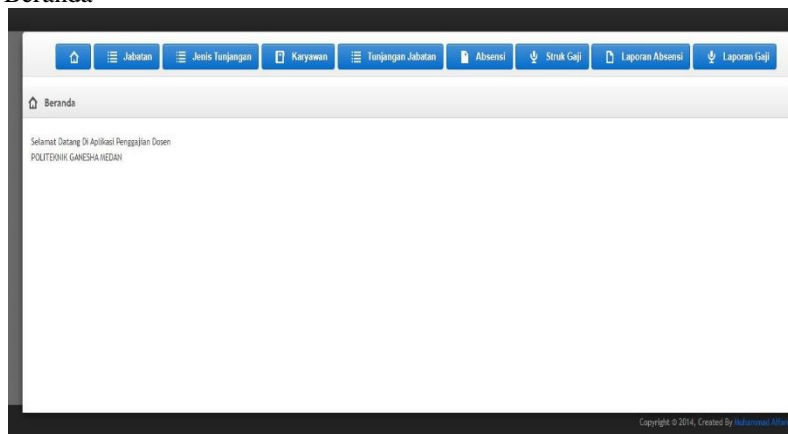 Beranda
Jabatan Jenis Tunjangan Karyawan Tunjangan Jabatan Absensi Struk Gaji Laporan Absensi Laporan Gaji
Beranda
Selamat Datang Di Aplikasi Penggajian Dosen
POLITEKNIK GANESHA MEDAN
Copyright © 2014, Created By Muhammad